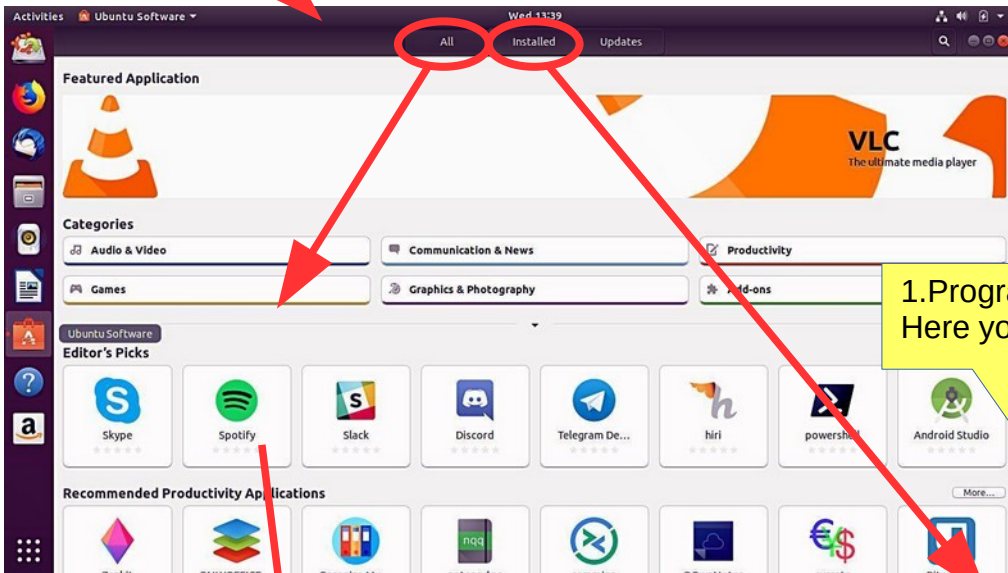 Activities Ubuntu Software Wed 13:39
All Installed Updates
Featured Application
VLC
The ultimate media player
Categories
Audio & Video Communication & News Productivity
Games Graphics & Photography Add-ons
1.Progra
Here yo
Ubuntu Software
Editor's Picks
S S
Skype Spotify Slack Discord Telegram De... hiri powershell Android Studio
a
Recommended Productivity Applications More...
nqq